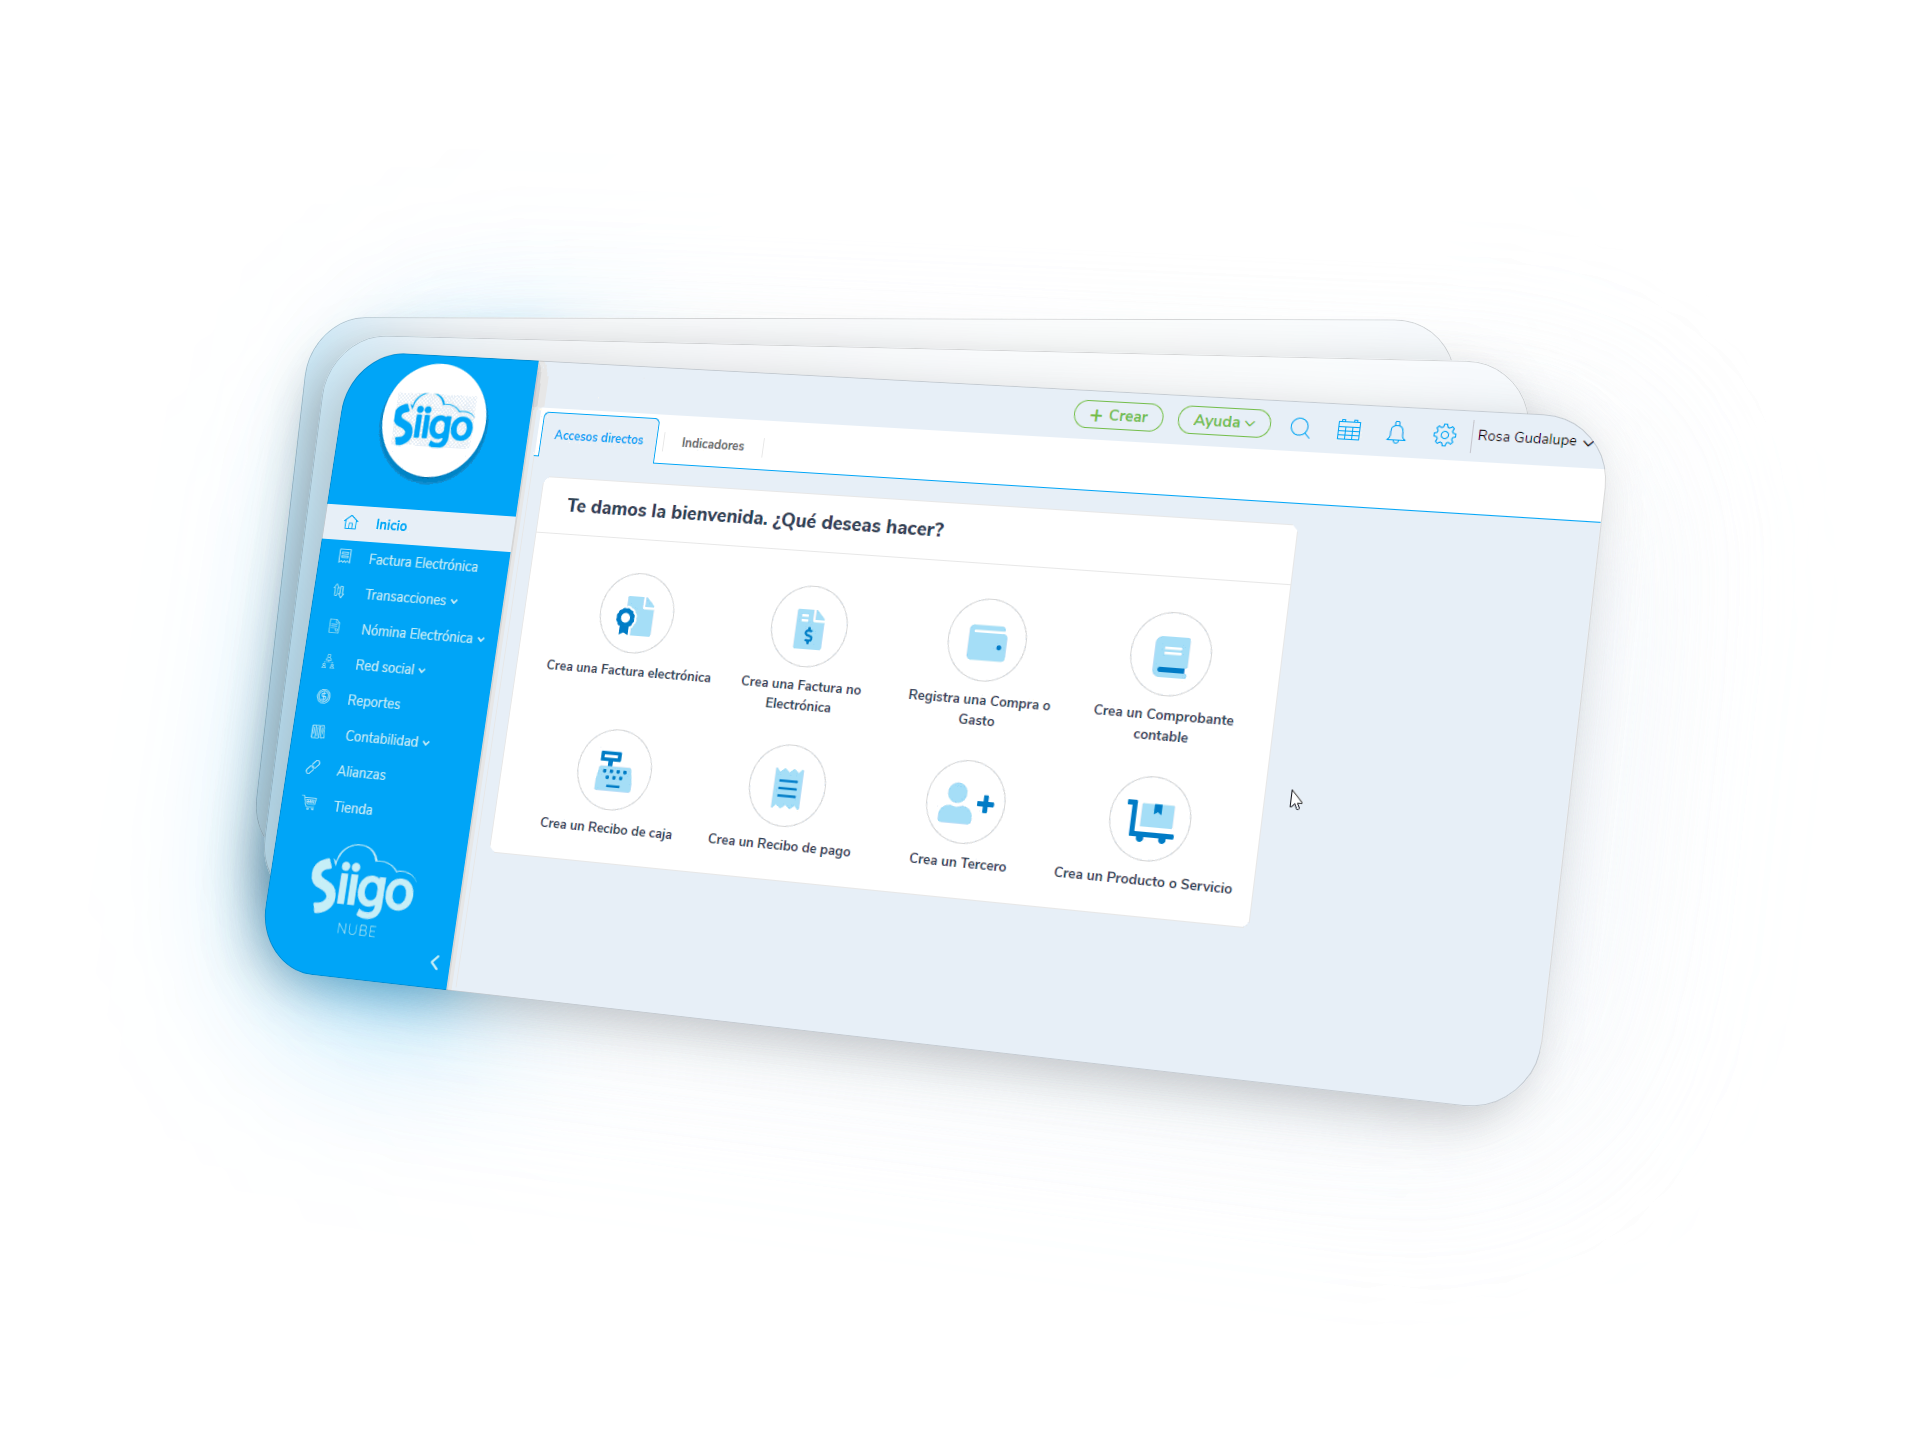 Siigo
+ Crear
Ayuda
Rosa Gudalupe
Accesos directos
Indicadores
Te damos la bienvenida. ¿Qué deseas hacer?
Inicio
Factura Electrónica
Transacciones
Nómina Electrónica
Red social
Reportes
Contabilidad
Alianzas
Tienda
Siigo
NUBE
Crea una Factura electrónica
Crea una Factura no
Electrónica
Registra una Compra o
Gasto
Crea un Comprobante
contable
Crea un Recibo de caja
Crea un Recibo de pago
Crea un Tercero
Crea un Producto o Servicio